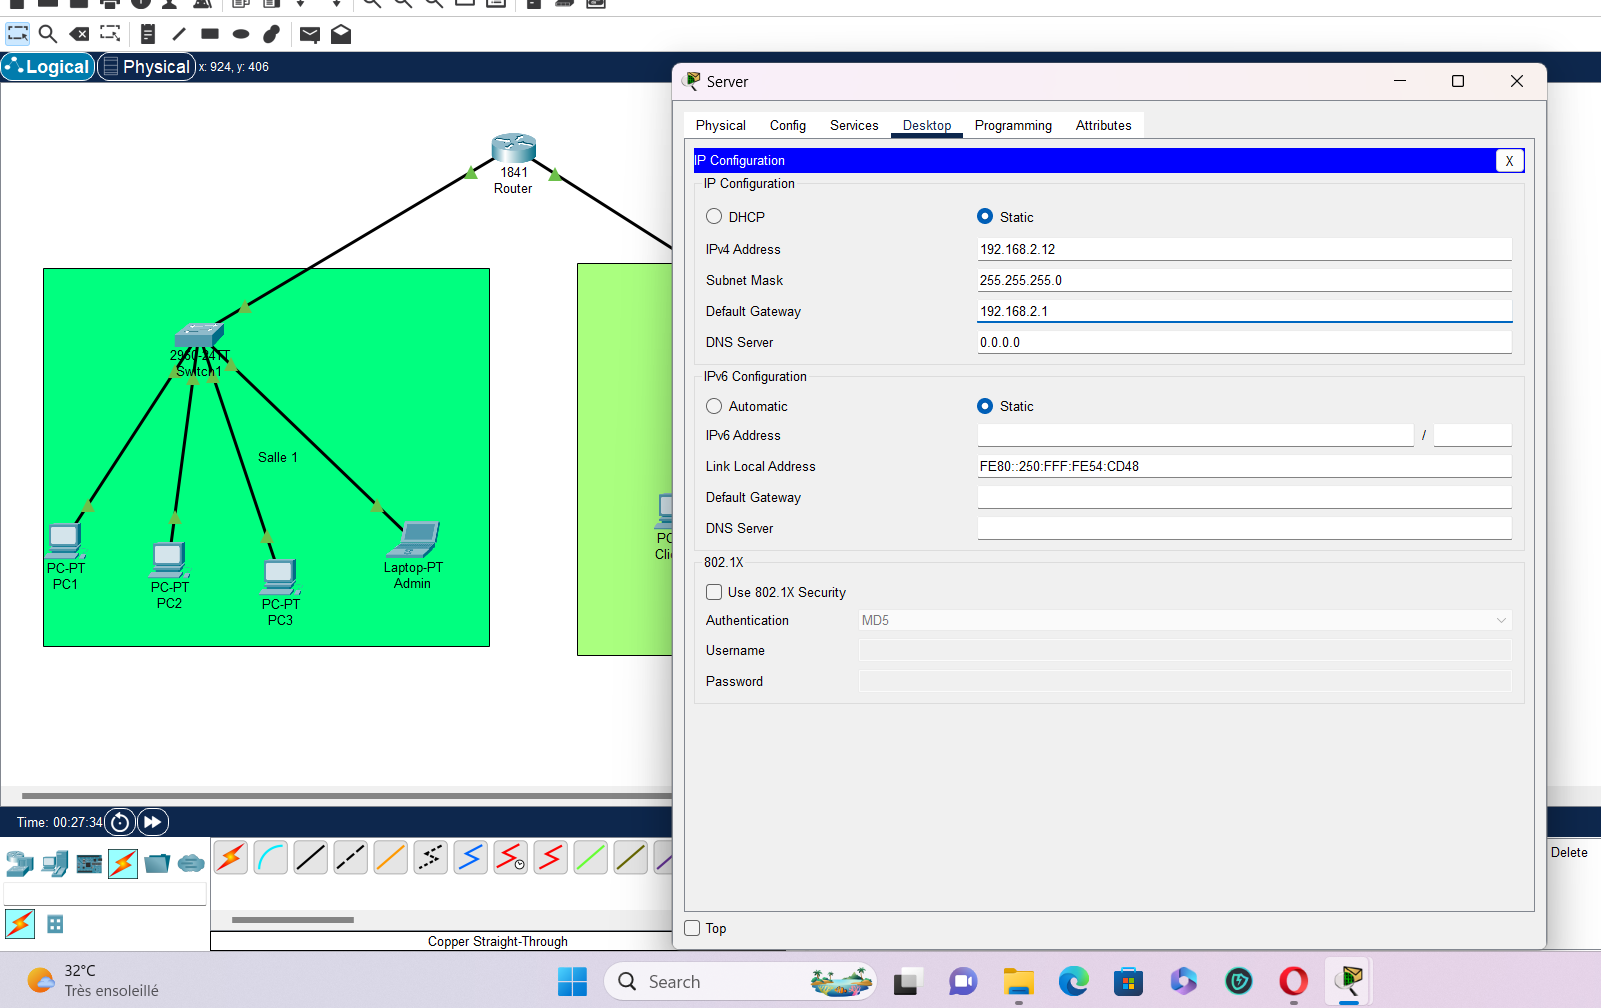 Logical
Physical
x: 924, y: 406
1841
Router
2960-24TT
Switch1
Salle 1
PC-PT
PC1
PC-PT
PC2
PC-PT
PC3
Laptop-PT
Admin
PC
Cli
Server
Physical
Config
Services
Desktop
Programming
Attributes
IP Configuration
X
IP Configuration
DHCP
Static
IPv4 Address
192.168.2.12
Subnet Mask
255.255.255.0
Default Gateway
192.168.2.1
DNS Server
0.0.0.0
IPv6 Configuration
Automatic
Static
IPv6 Address
/
Link Local Address
FE80::250:FFF:FE54:CD48
Default Gateway
DNS Server
802.1X
Use 802.1X Security
Authentication
MD5
Username
Password
Top
Time: 00:27:34
Delete
Copper Straight-Through
32°C
Très ensoleillé
Search